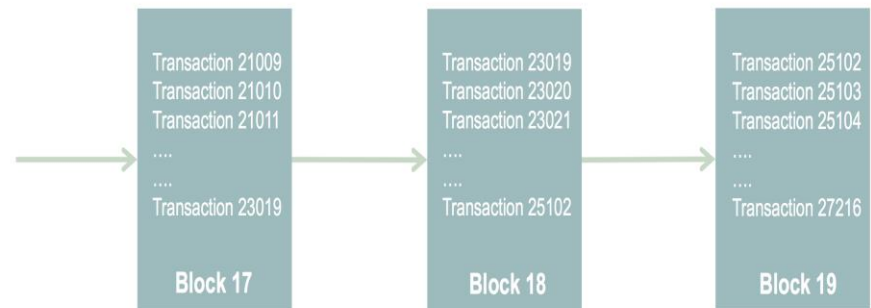 Transaction 21009
Transaction 21010
Transaction 21011
....
....
Transaction 23019
Block 17
Transaction 23019
Transaction 23020
Transaction 23021
....
....
Transaction 25102
Block 18
Transaction 25102
Transaction 25103
Transaction 25104
....
....
Transaction 27216
Block 19